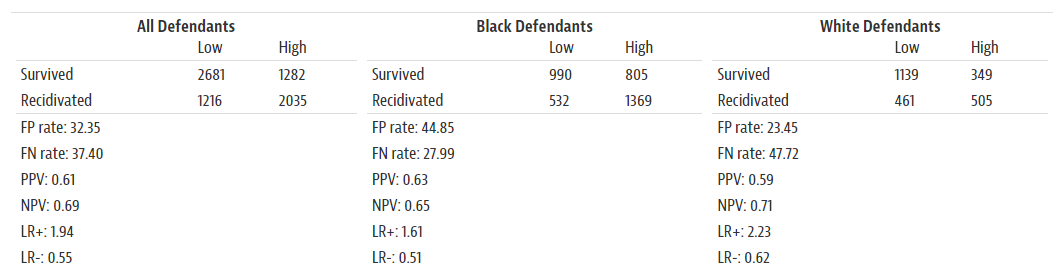 All Defendants Black Defendants White Defendants
Low High Low High Low High
Survived 2681 1282 Survived 990 805 Survived 1139 349
Recidivated 1216 2035 Recidivated 532 1369 Recidivated 461 505
FP rate: 32.35 FP rate: 44.85 FP rate: 23.45
FN rate: 37.40 FN rate: 27.99 FN rate: 47.72
PPV: 0.61 PPV: 0.63 PPV: 0.59
NPV: 0.69 NPV: 0.65 NPV: 0.71
LR+: 1.94 LR+: 1.61 LR+: 2.23
LR-: 0.55 LR-: 0.51 LR-: 0.62